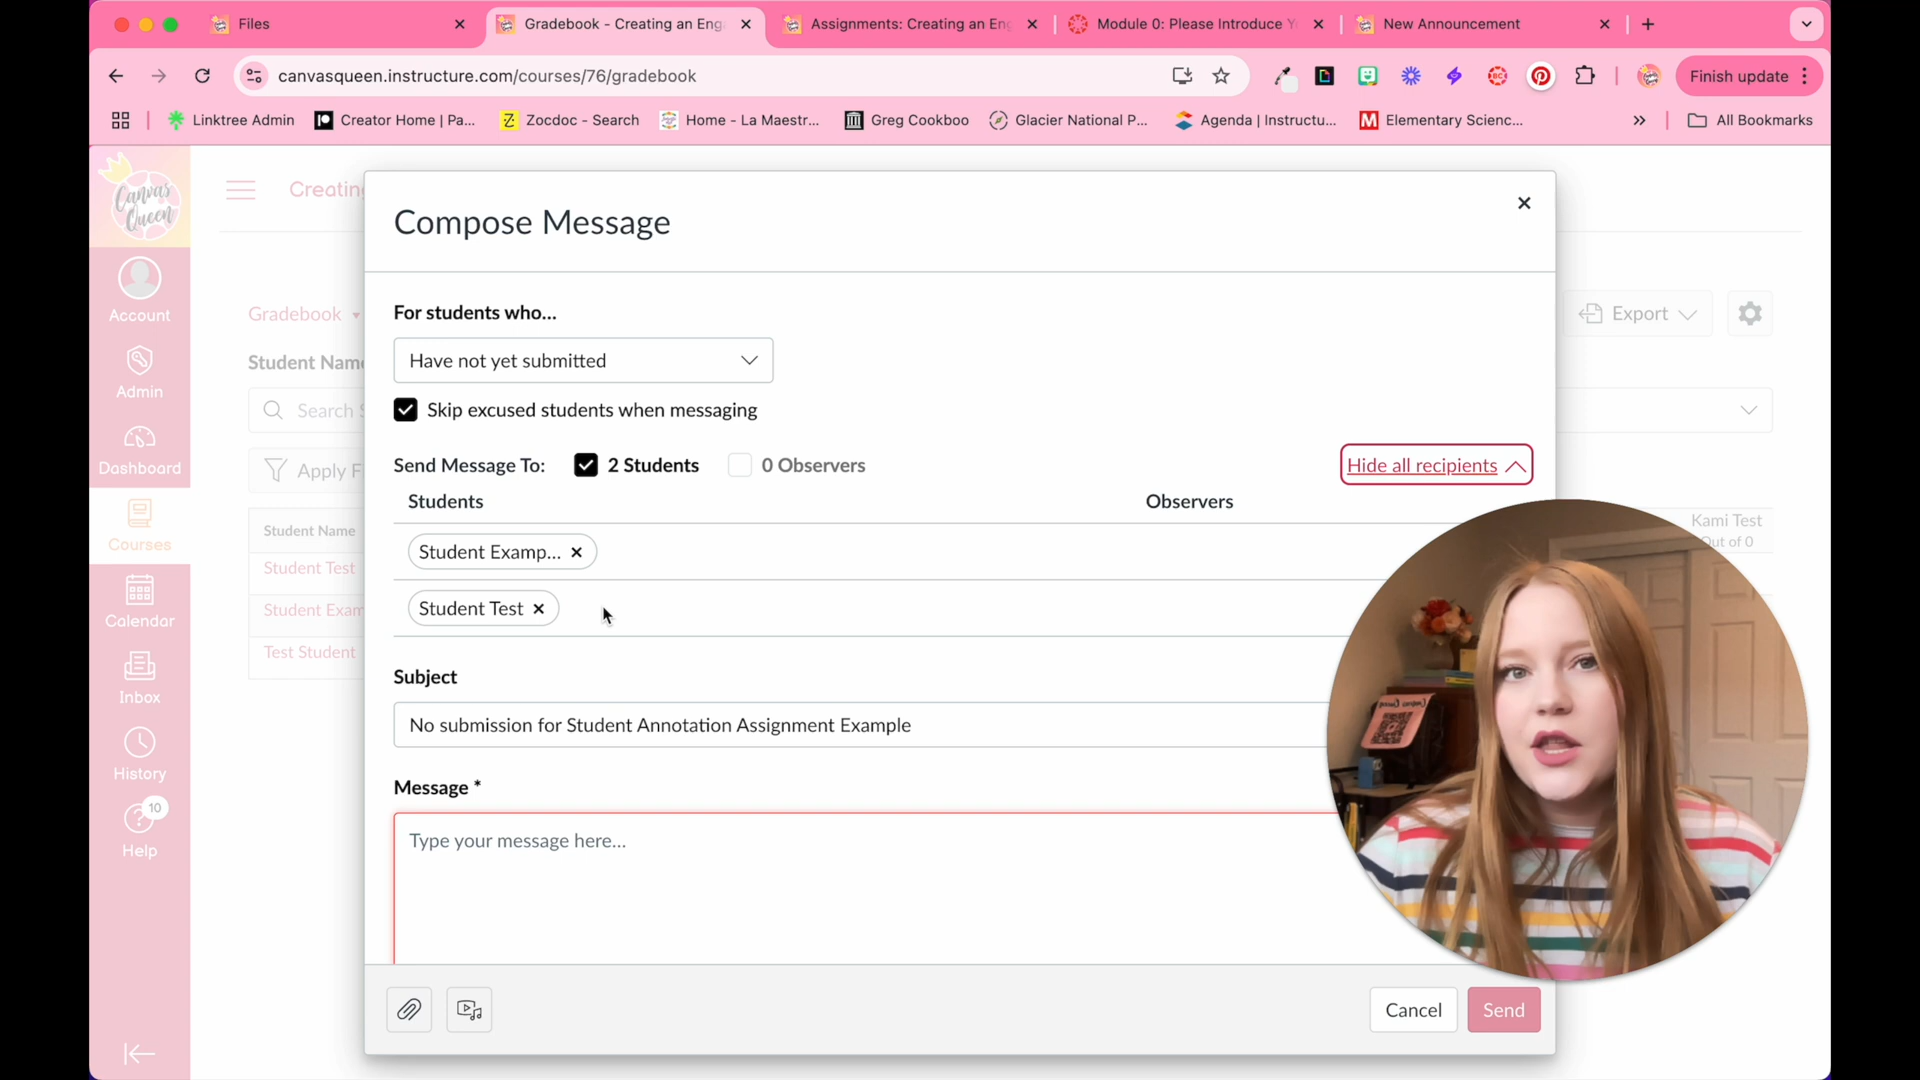 Files
Gradebook - Creating an Eng
Assignments: Creating an En
Module 0: Please Introduce Y
New Announcement
canvasqueen.instructure.com/courses/76/gradebook
Finish update
Linktree Admin
Creator Home | Pa...
Zocdoc - Search
Home - La Maestr...
Greg Cookboo
Glacier National P...
Agenda | Instructu...
Elementary Scienc...
All Bookmarks
Canvas
Queen
Account
Admin
Dashboard
Courses
Calendar
Inbox
History
10
Help
Creatin
Gradebook
Export
Student Nam
Search S
Apply F
Student Name
Kami Test
Out of 0
Student Test
Student Exam
Test Student
Compose Message
For students who...
Have not yet submitted
Skip excused students when messaging
Send Message To:
2 Students
0 Observers
Hide all recipients
Students
Observers
Student Examp...
Student Test
Subject
No submission for Student Annotation Assignment Example
Message *
Type your message here...
Cancel
Send